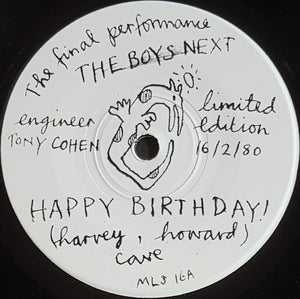 The final performance
THE BOYS NEXT
engineer
TONY COHEN
limited
edition
16/2/80
HAPPY BIRTHDAY!
(harvey, howard)
cave
MLS 16A